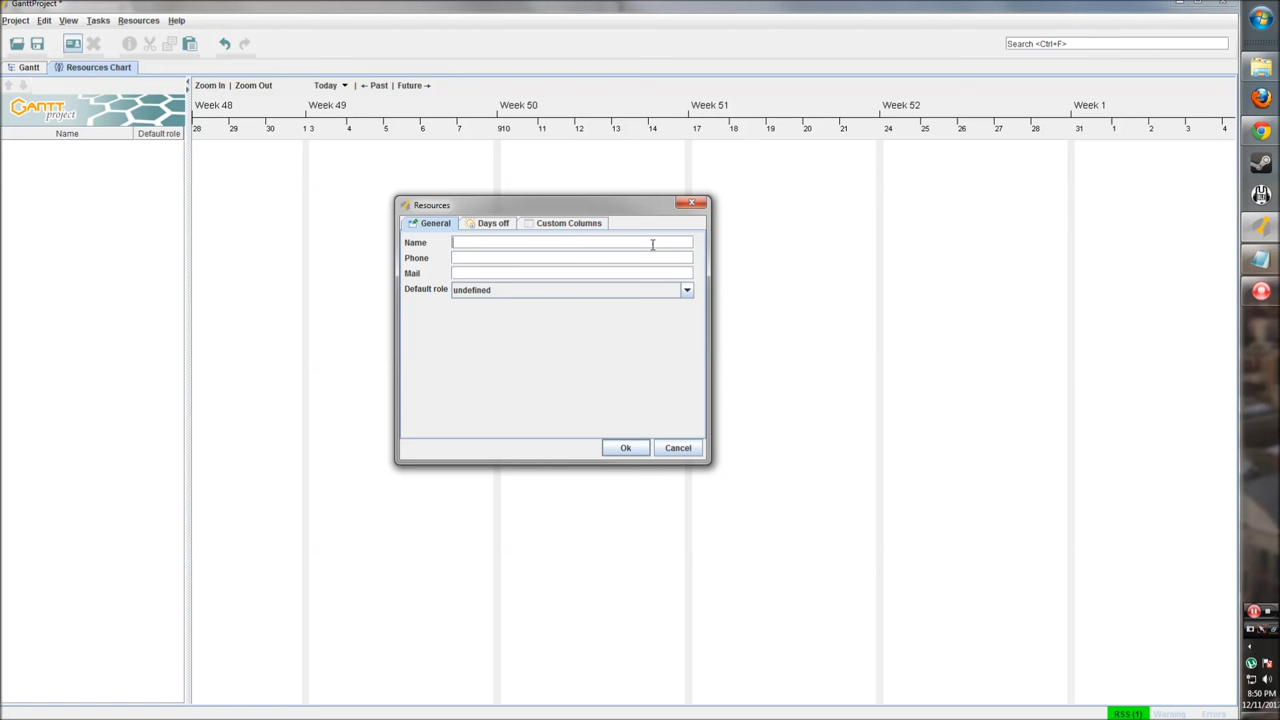 GanttProject *
Project Edit View Tasks Resources Help
Search <Ctrl+F>
Gantt Resources Chart
Zoom In | Zoom Out Today ← Past | Future →
GANTT project
Week 48 Week 49 Week 50 Week 51 Week 52 Week 1
Name Default role
28 29 30 1 3 4 5 6 7 9 10 11 12 13 14 17 18 19 20 21 24 25 26 27 28 31 1 2 3 4
Resources
General Days off Custom Columns
Name
Phone
Mail
Default role undefined
Ok Cancel
8:50 PM
RSS (1) Warning Errors